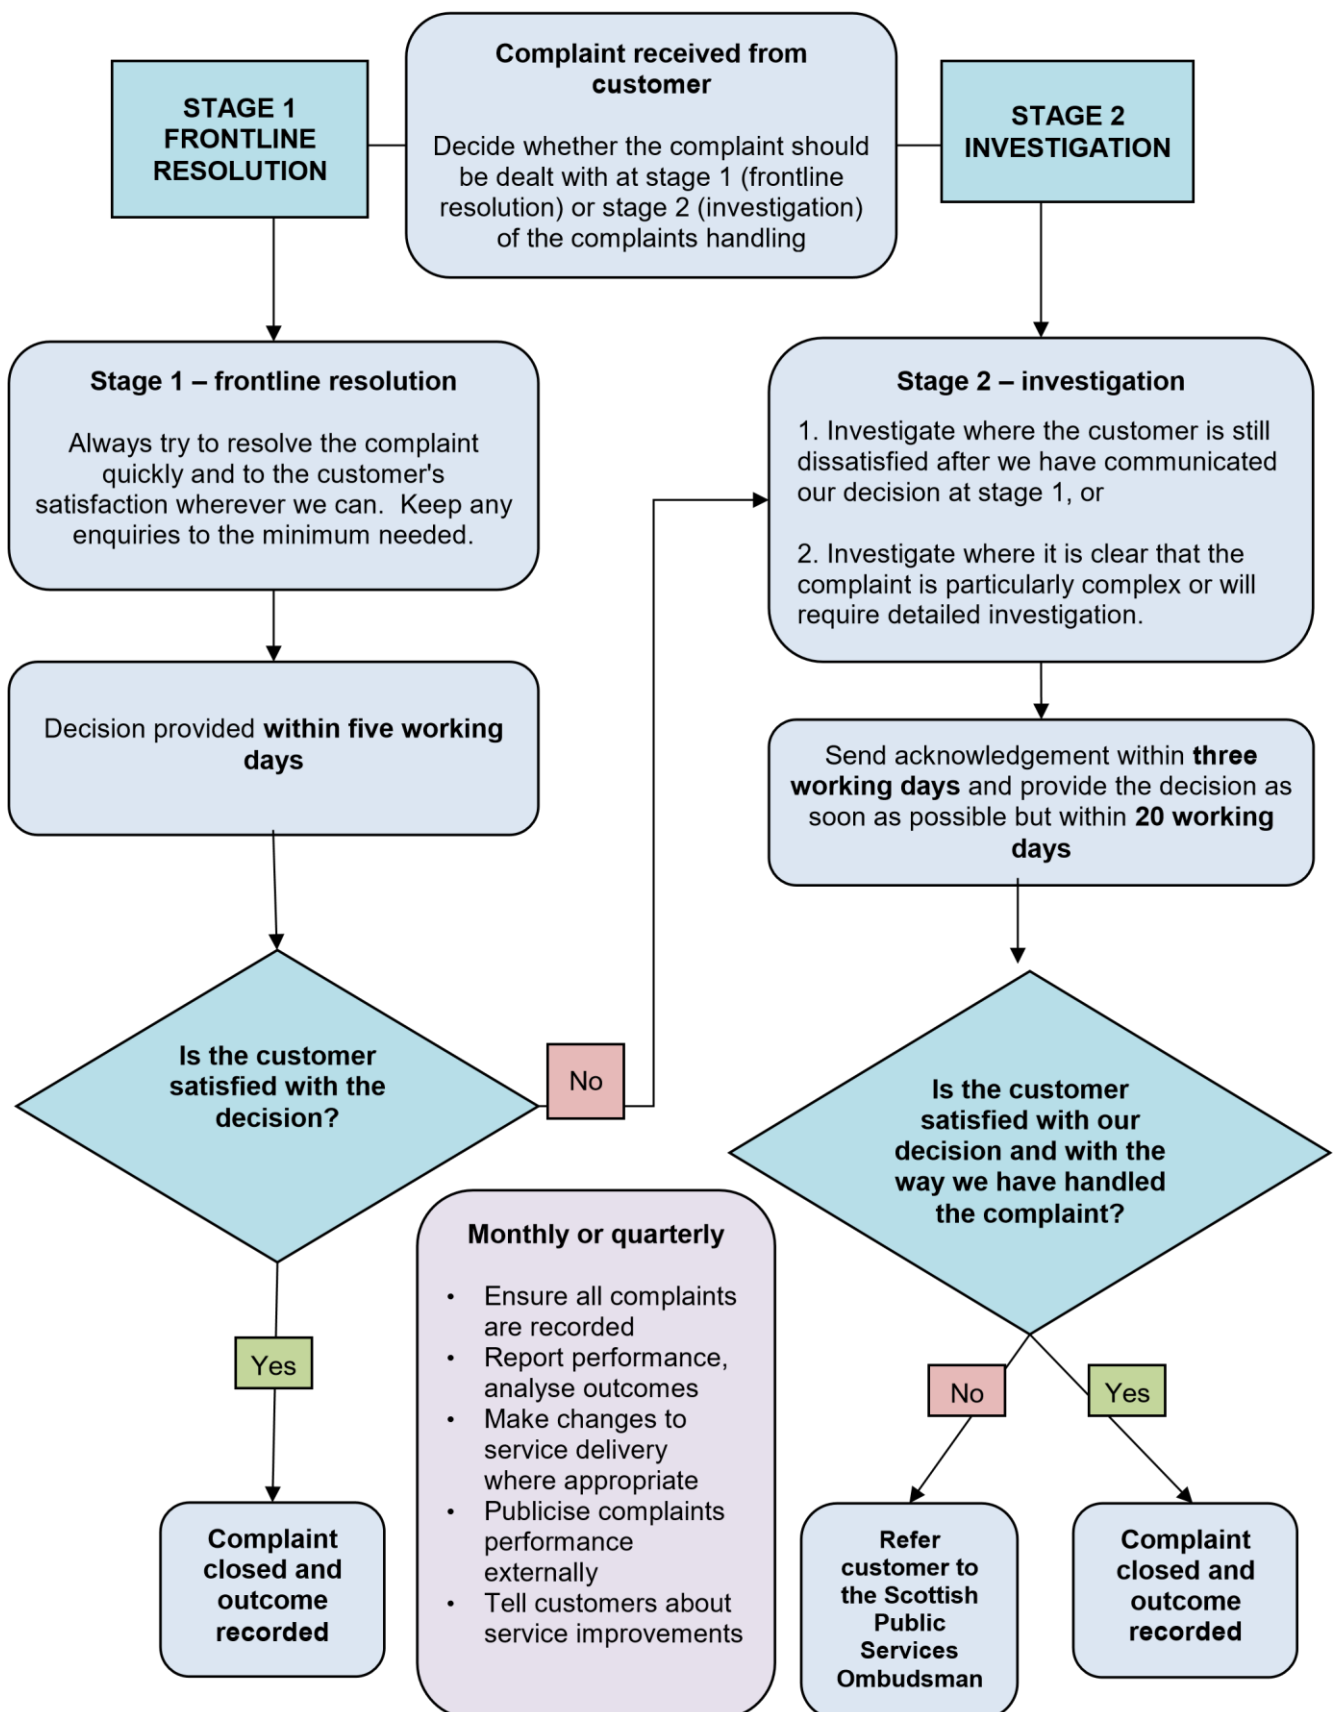 Complaint received from
customer
Decide whether the complaint should
be dealt with at stage 1 (frontline
resolution) or stage 2 (investigation)
of the complaints handling
STAGE 1
FRONTLINE
RESOLUTION
STAGE 2
INVESTIGATION
Stage 1 – frontline resolution
Always try to resolve the complaint
quickly and to the customer's
satisfaction wherever we can.  Keep any
enquiries to the minimum needed.
Decision provided within five working
days
Is the customer
satisfied with the
decision?
No
Yes
Complaint
closed and
outcome
recorded
Stage 2 – investigation
1. Investigate where the customer is still
dissatisfied after we have communicated
our decision at stage 1, or
2. Investigate where it is clear that the
complaint is particularly complex or will
require detailed investigation.
Send acknowledgement within three
working days and provide the decision as
soon as possible but within 20 working
days
Is the customer
satisfied with our
decision and with the
way we have handled
the complaint?
No
Yes
Refer
customer to
the Scottish
Public
Services
Ombudsman
Complaint
closed and
outcome
recorded
Monthly or quarterly
• Ensure all complaints
are recorded
• Report performance,
analyse outcomes
• Make changes to
service delivery
where appropriate
• Publicise complaints
performance
externally
• Tell customers about
service improvements